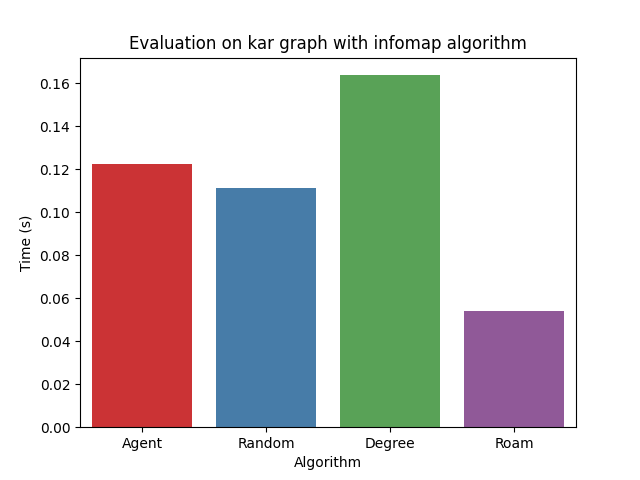 Evaluation on kar graph with infomap algorithm
0.16
0.14
0.12
0.10
0.08
0.06
0.04
0.02
0.00
Time (s)
Agent Random Degree Roam
Algorithm